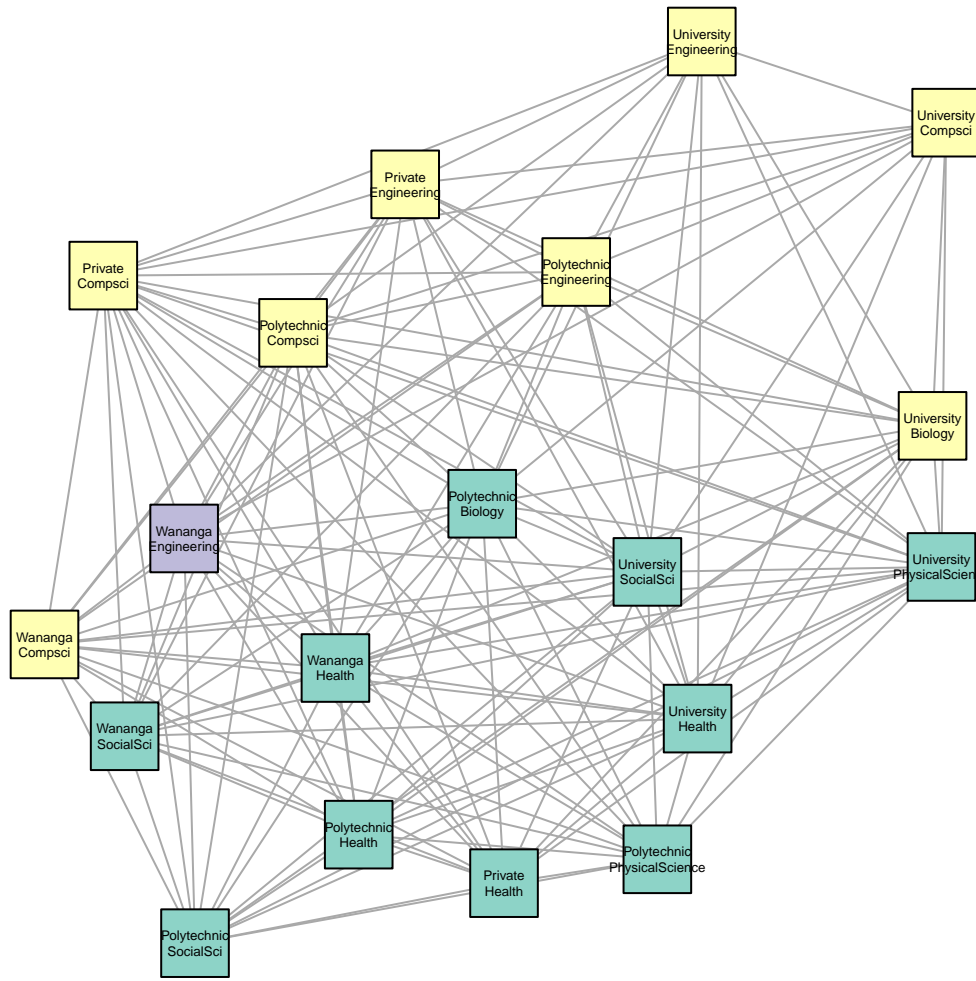 University
Engineering
University
Compsci
Private
Engineering
Private
Compsci
Polytechnic
Engineering
Polytechnic
Compsci
University
Biology
Polytechnic
Biology
Wananga
Engineering
University
SocialSci
University
PhysicalScien
Wananga
Compsci
Wananga
Health
University
Health
Wananga
SocialSci
Polytechnic
Health
Polytechnic
PhysicalScience
Private
Health
Polytechnic
SocialSci